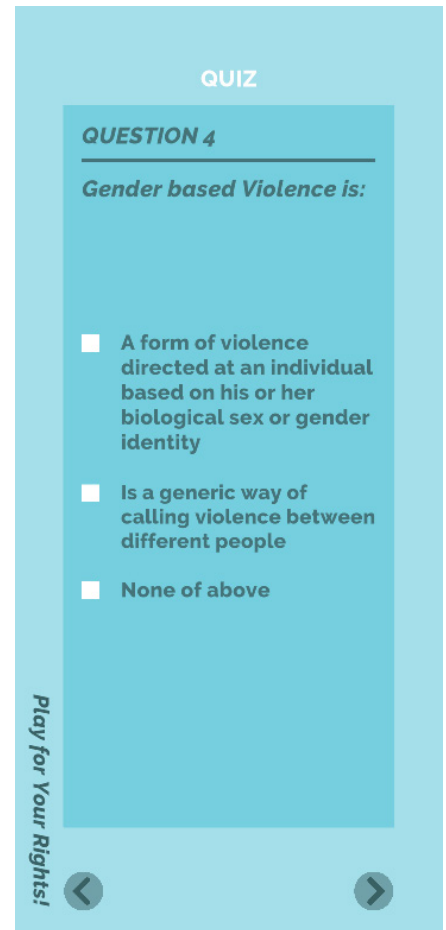 QUIZ
QUESTION 4
Gender based Violence is:
A form of violence
directed at an individual
based on his or her
biological sex or gender
identity
Is a generic way of
calling violence between
different people
None of above
Play for Your Rights!